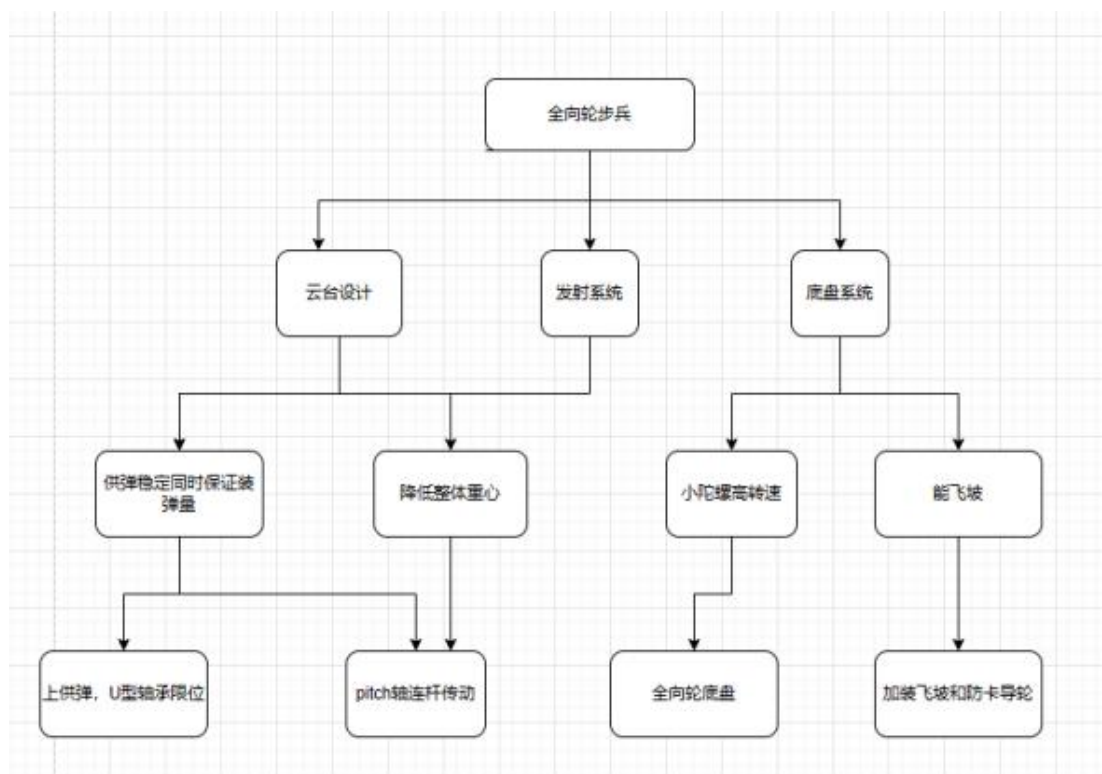 全向轮步兵
云台设计
发射系统
底盘系统
供弹稳定同时保证装
弹量
降低整体重心
小陀螺高转速
能飞坡
上供弹，U型轴承限位
pitch轴连杆传动
全向轮底盘
加装飞坡和防卡导轮